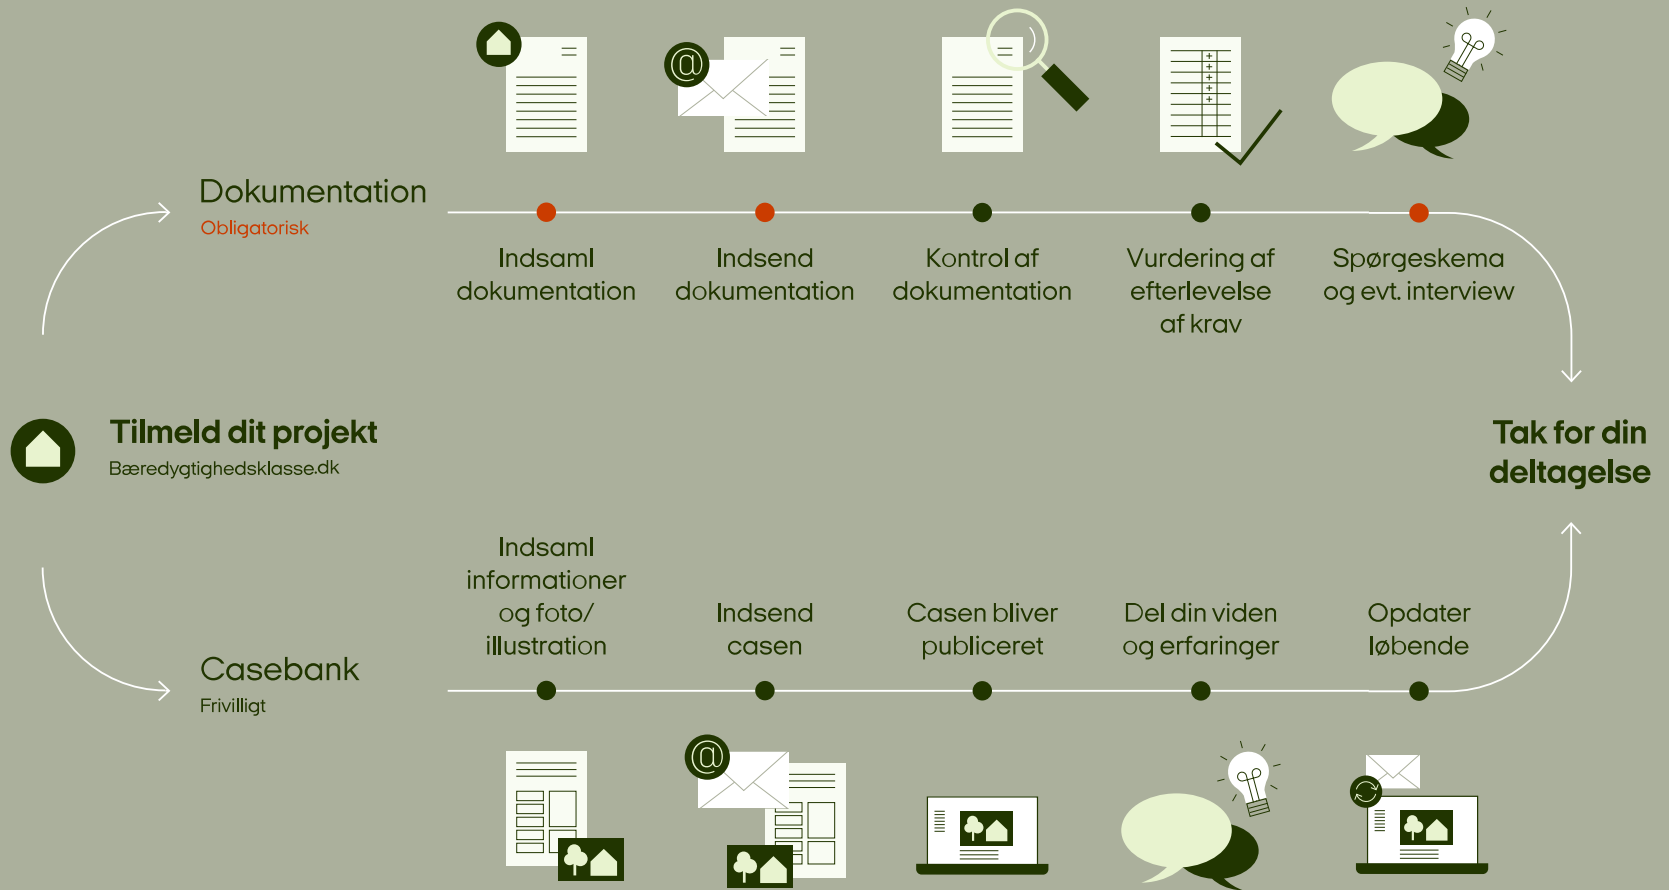 Dokumentation
Obligatorisk
Indsaml
dokumentation
Indsend
dokumentation
Kontrol af
dokumentation
Vurdering af
efterlevelse
af krav
Spørgeskema
og evt. interview
Tilmeld dit projekt
Bæredygtighedsklasse.dk
Tak for din
deltagelse
Casebank
Frivilligt
Indsaml
informationer
og foto/
illustration
Indsend
casen
Casen bliver
publiceret
Del din viden
og erfaringer
Opdater
løbende